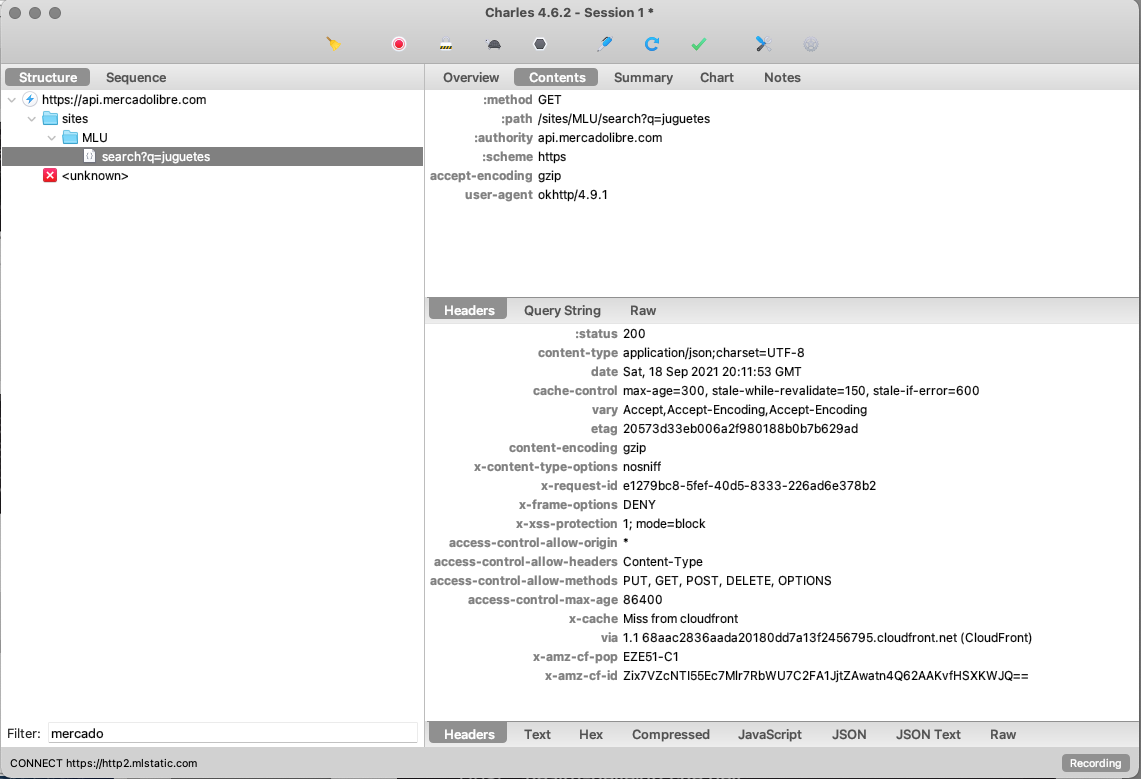 Charles 4.6.2 - Session 1 *
Structure Sequence
Overview Contents Summary Chart Notes
https://api.mercadolibre.com
sites
MLU
search?q=juguetes
<unknown>
:method GET
:path /sites/MLU/search?q=juguetes
:authority api.mercadolibre.com
:scheme https
accept-encoding gzip
user-agent okhttp/4.9.1
Headers Query String Raw
:status 200
content-type application/json;charset=UTF-8
date Sat, 18 Sep 2021 20:11:53 GMT
cache-control max-age=300, stale-while-revalidate=150, stale-if-error=600
vary Accept,Accept-Encoding,Accept-Encoding
etag 20573d33eb006a2f980188b0b7b629ad
content-encoding gzip
x-content-type-options nosniff
x-request-id e1279bc8-5fef-40d5-8333-226ad6e378b2
x-frame-options DENY
x-xss-protection 1; mode=block
access-control-allow-origin *
access-control-allow-headers Content-Type
access-control-allow-methods PUT, GET, POST, DELETE, OPTIONS
access-control-max-age 86400
x-cache Miss from cloudfront
via 1.1 68aac2836aada20180dd7a13f2456795.cloudfront.net (CloudFront)
x-amz-cf-pop EZE51-C1
x-amz-cf-id Zix7VZcNTI55Ec7MIr7RbWU7C2FA1JjtZAwatn4Q62AAKvfHSXKWJQ==
Filter: mercado
Headers Text Hex Compressed JavaScript JSON JSON Text Raw
CONNECT https://http2.mlstatic.com
Recording